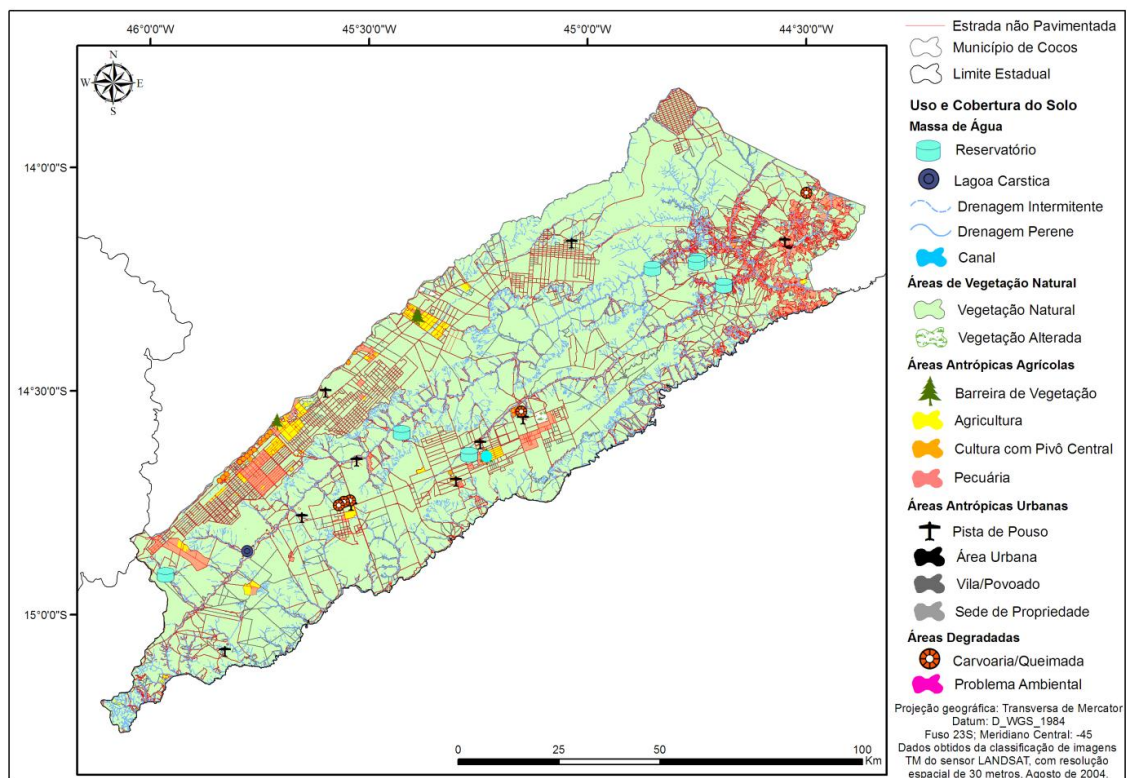 46°0'0"W
45°30'0"W
45°0'0"W
44°30'0"W
N
W
E
S
14°0'0"S
14°30'0"S
15°0'0"S
0
25
50
100
Km
Estrada não Pavimentada
Município de Cocos
Limite Estadual
Uso e Cobertura do Solo
Massa de Água
Reservatório
Lagoa Carstica
Drenagem Intermitente
Drenagem Perene
Canal
Áreas de Vegetação Natural
Vegetação Natural
Vegetação Alterada
Áreas Antrópicas Agrícolas
Barreira de Vegetação
Agricultura
Cultura com Pivô Central
Pecuária
Áreas Antrópicas Urbanas
Pista de Pouso
Área Urbana
Vila/Povoado
Sede de Propriedade
Áreas Degradadas
Carvoaria/Queimada
Problema Ambiental
Projeção geográfica: Transversa de Mercator
Datum: D_WGS_1984
Fuso 23S; Meridiano Central: -45
Dados obtidos da classificação de imagens
TM do sensor LANDSAT, com resolução
espacial de 30 metros. Agosto de 2004.